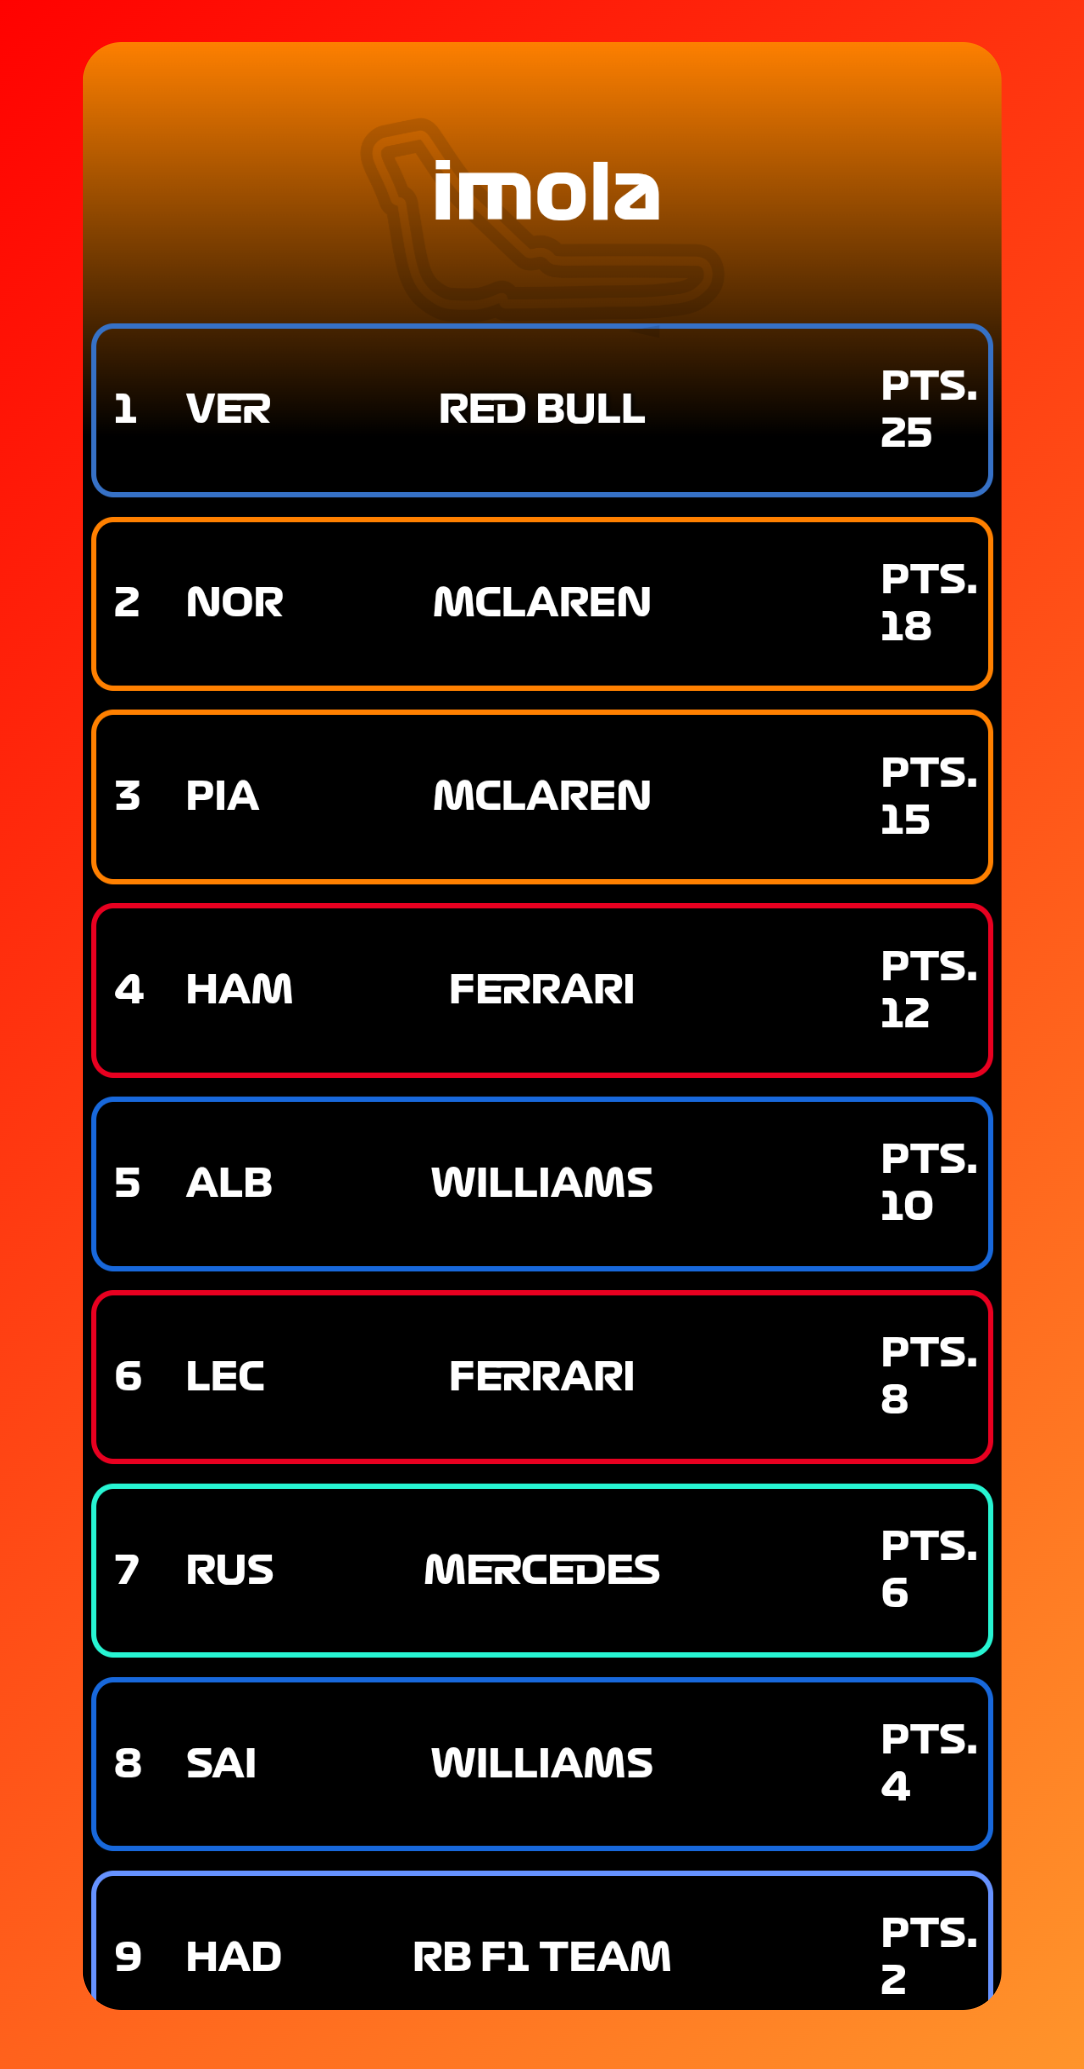 imola
1 VER RED BULL PTS. 25
2 NOR MCLAREN PTS. 18
3 PIA MCLAREN PTS. 15
4 HAM FERRARI PTS. 12
5 ALB WILLIAMS PTS. 10
6 LEC FERRARI PTS. 8
7 RUS MERCEDES PTS. 6
8 SAI WILLIAMS PTS. 4
9 HAD RB F1 TEAM PTS. 2